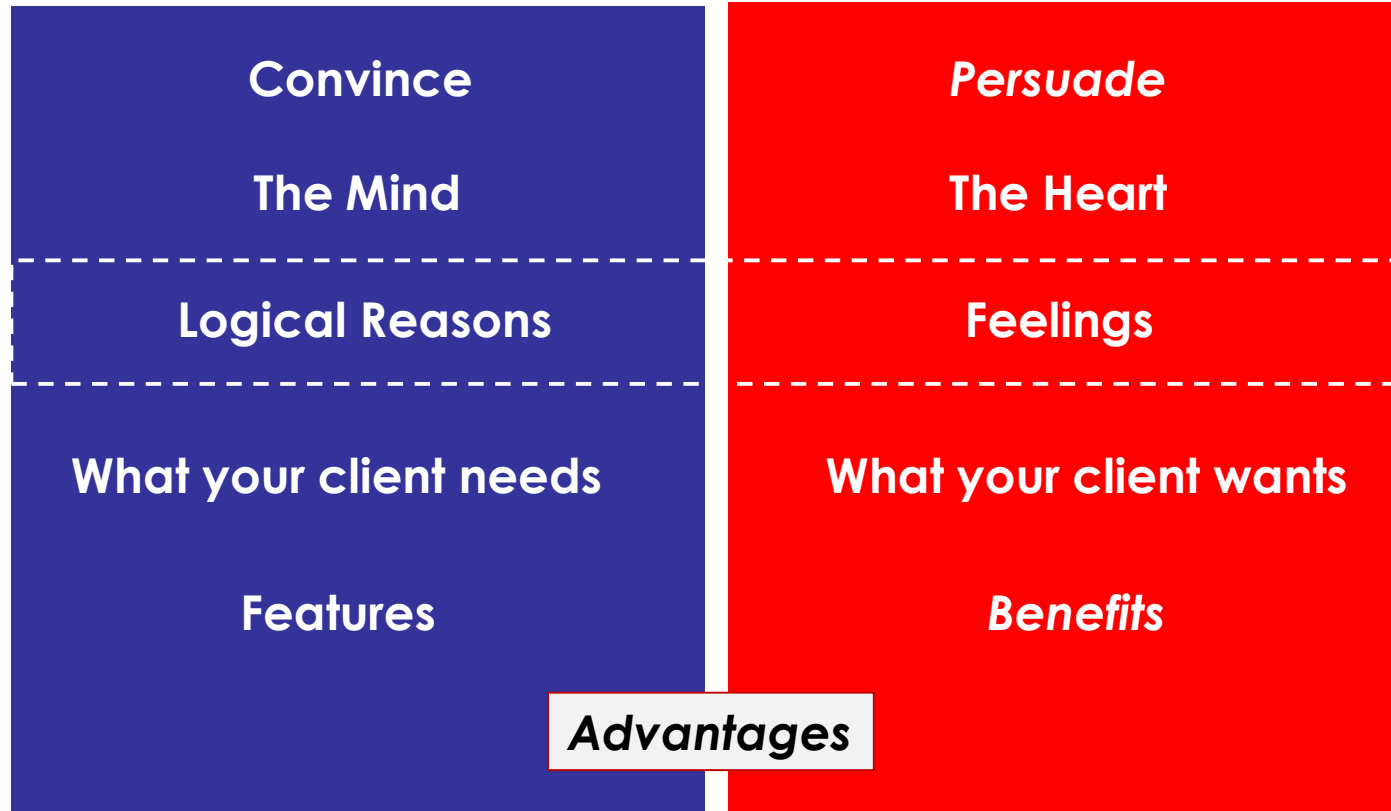 Convince
Persuade
The Mind
The Heart
Logical Reasons
Feelings
What your client needs
What your client wants
Features
Benefits
Advantages